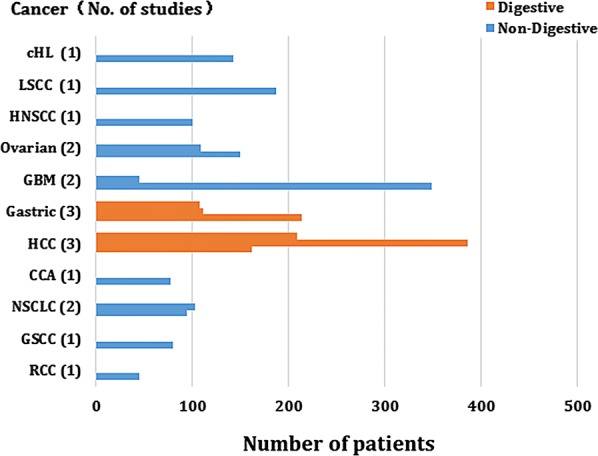 Cancer（No. of studies）
Digestive
Non-Digestive
cHL (1)
LSCC (1)
HNSCC (1)
Ovarian (2)
GBM (2)
Gastric (3)
HCC (3)
CCA (1)
NSCLC (2)
GSCC (1)
RCC (1)
0 100 200 300 400 500
Number of patients